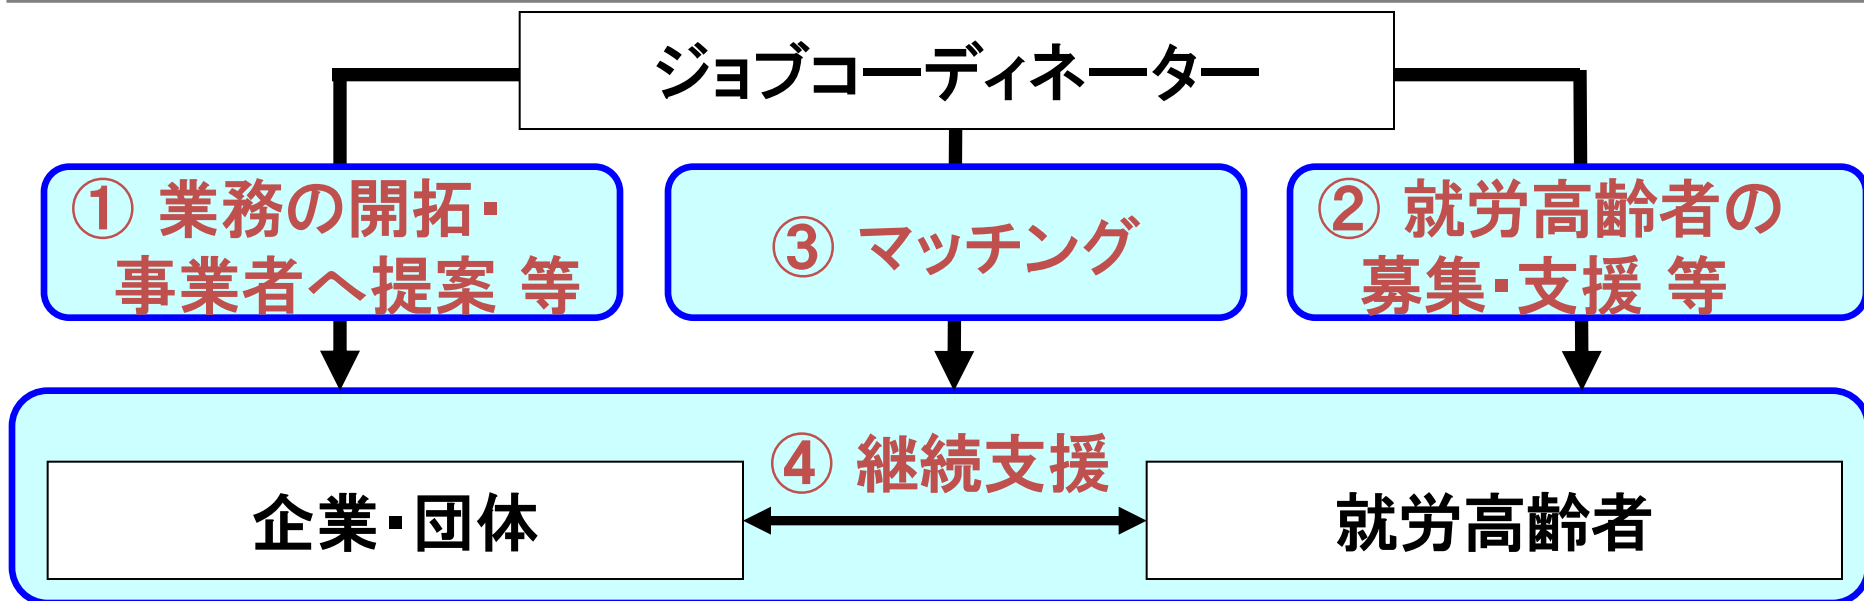 ジョブコーディネーター
① 業務の開拓・
事業者へ提案 等
③ マッチング
② 就労高齢者の
募集・支援 等
④ 継続支援
企業・団体
就労高齢者